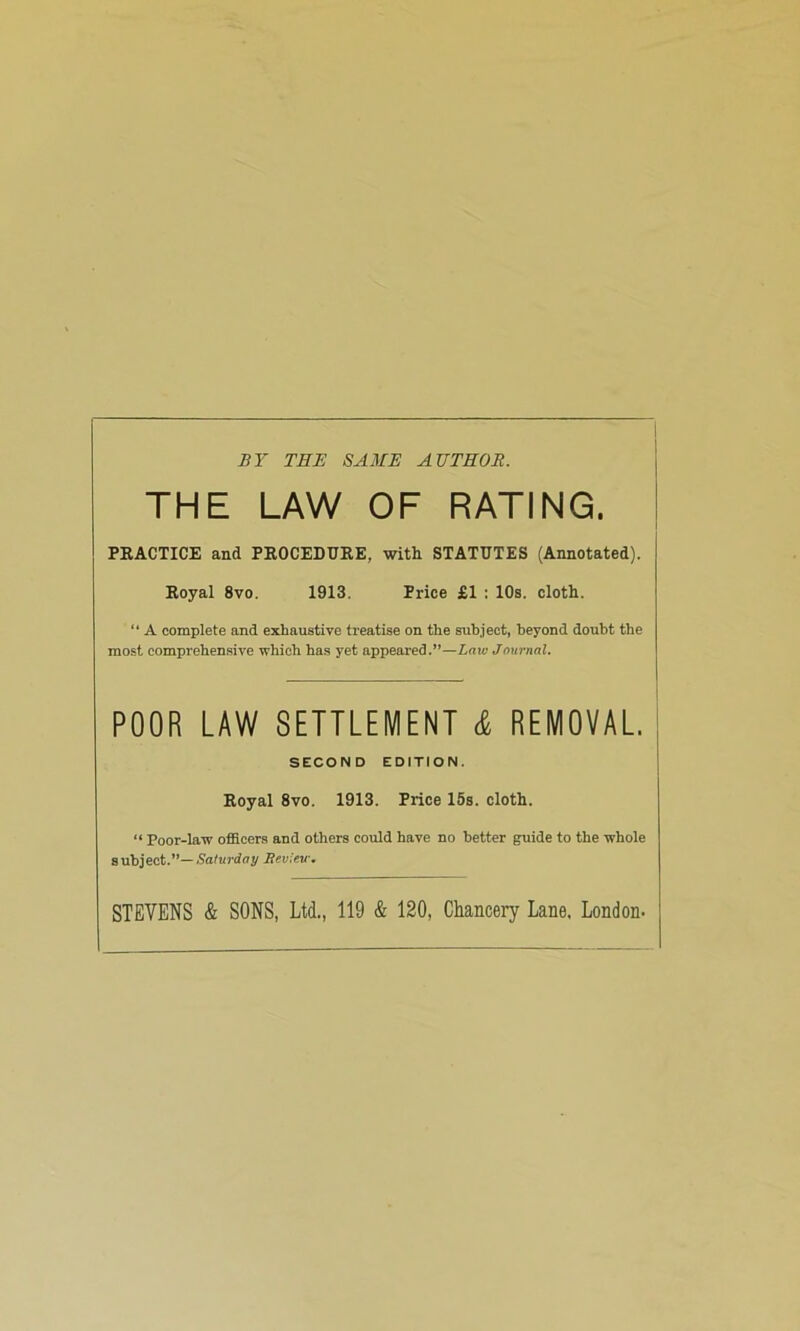 BY THE SAME AUTHOR.
THE LAW OF RATING.
PRACTICE and PROCEDURE, with STATUTES (Annotated).
Royal 8vo. 1913. Price £1 : 10s. cloth.
“ A complete and exhaustive treatise on the subject, beyond doubt the
most comprehensive which has yet appeared.”—Law Journal.
POOR LAW SETTLEMENT & REMOVAL.
SECOND EDITION.
Royal 8vo. 1913. Price 15s. cloth.
“ Poor-law officers and others could have no better guide to the whole
subject.”—Saturday Review.
STEVENS & SONS, Ltd., 119 & 120, Chancery Lane, London.